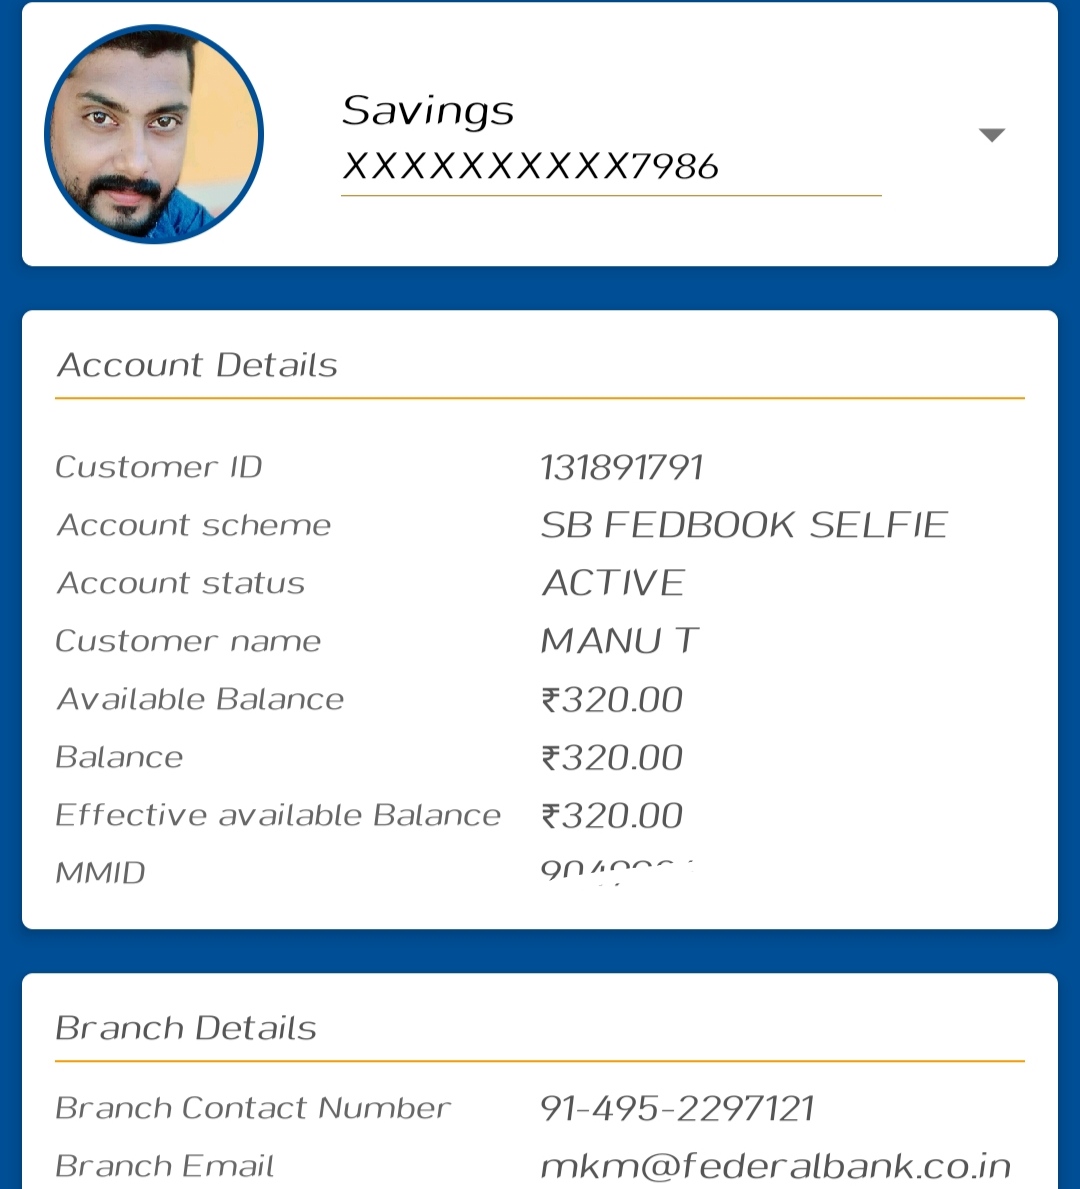 Savings
XXXXXXXXXX7986
Account Details
Customer ID 131891791
Account scheme SB FEDBOOK SELFIE
Account status ACTIVE
Customer name MANU T
Available Balance ₹320.00
Balance ₹320.00
Effective available Balance ₹320.00
MMID
Branch Details
Branch Contact Number 91-495-2297121
Branch Email mkm@federalbank.co.in